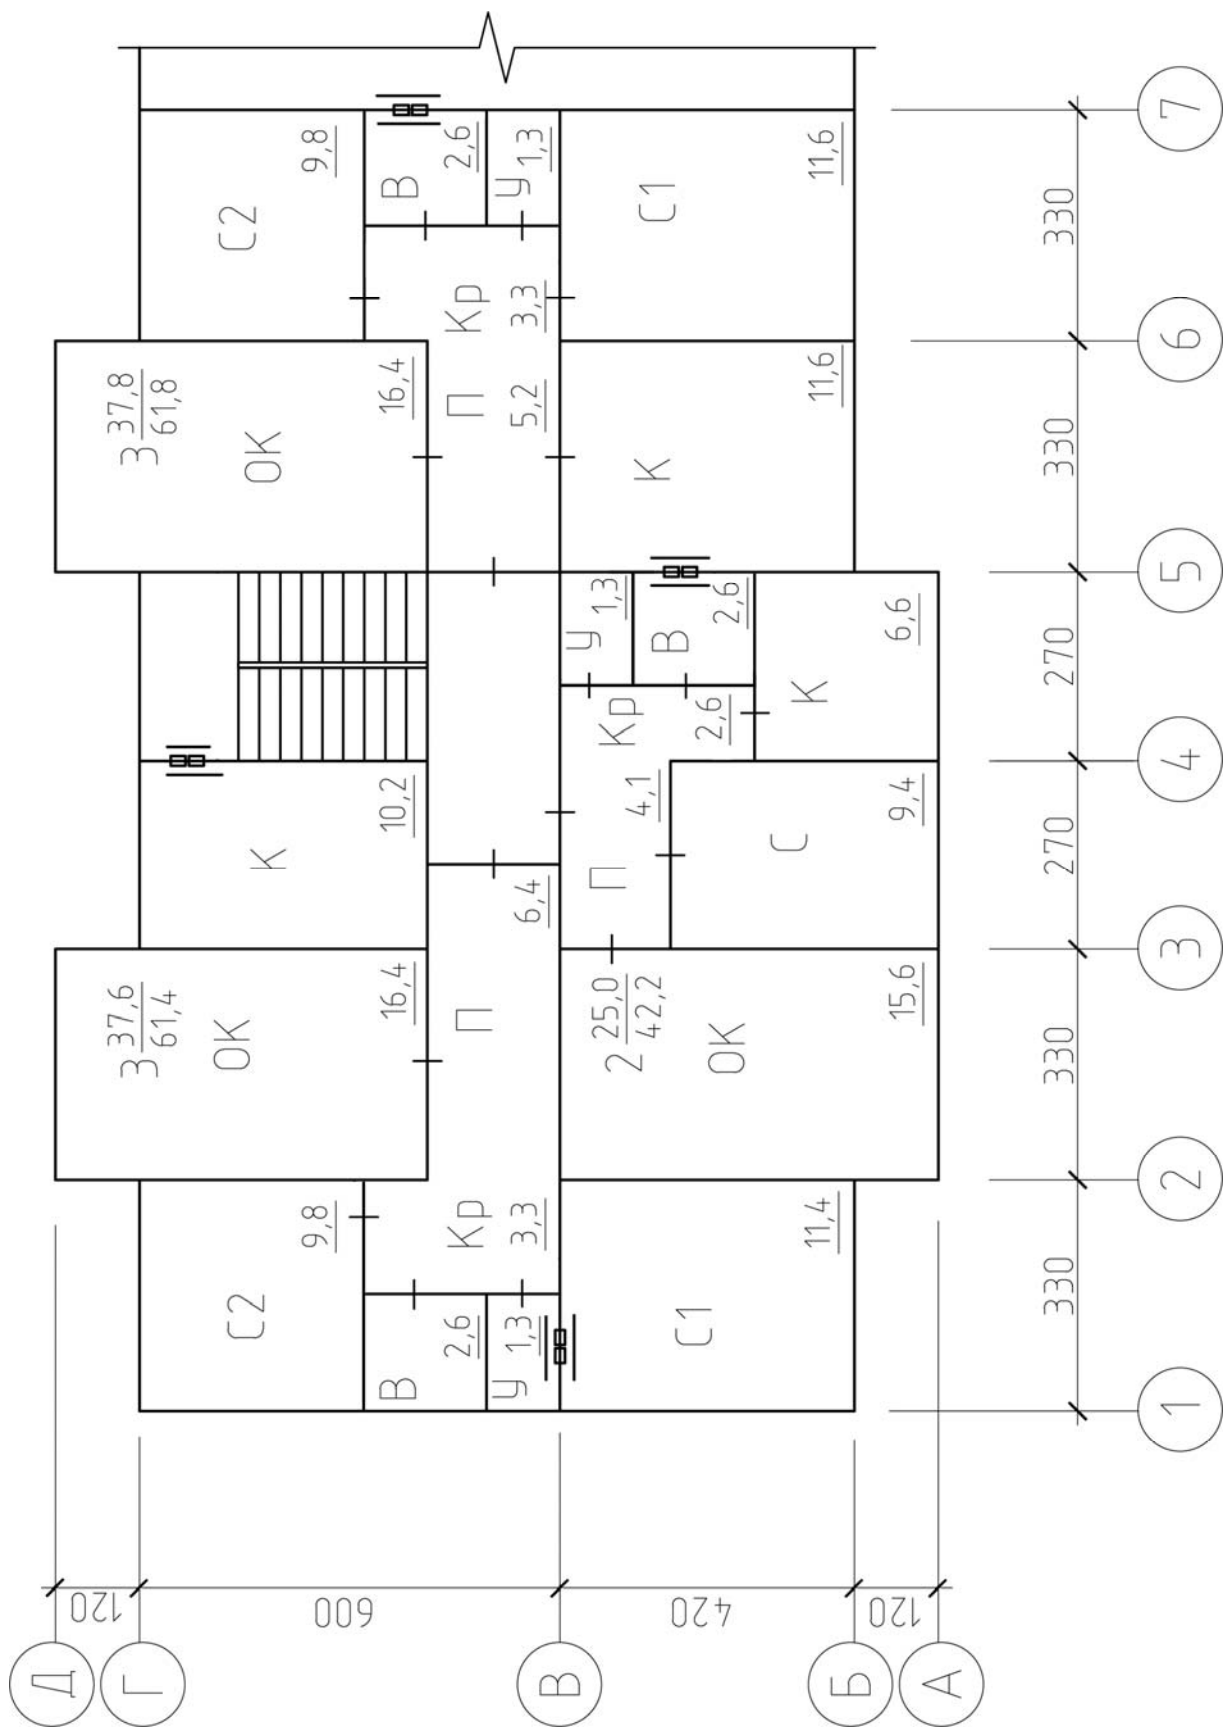 Д
120
Г
600
В
420
Б
120
А
3 37,6
61,4
3 37,8
61,8
С2
9,8
ОК
16,4
К
10,2
ОК
16,4
С2
9,8
В
2,6
У
1,3
Кр
3,3
П
6,4
П
5,2
Кр
3,3
В
2,6
У
1,3
С1
11,4
2 25,0
42,2
ОК
15,6
П
4,1
Кр
2,6
У
1,3
В
2,6
С
9,4
К
6,6
К
11,6
С1
11,6
330
330
270
270
330
330
1
2
3
4
5
6
7